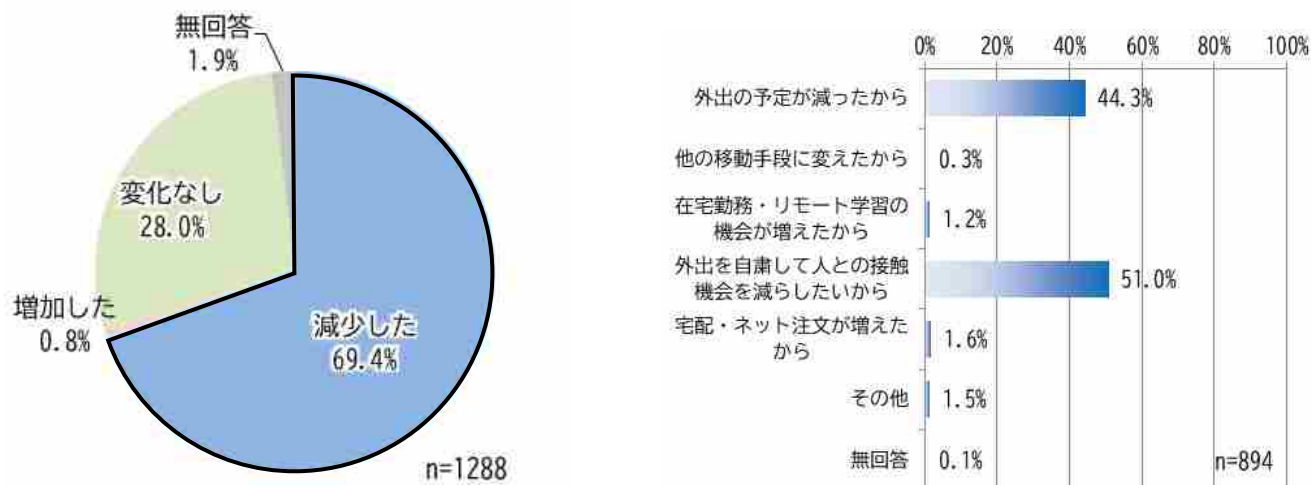 無回答
1.9%
変化なし
28.0%
増加した
0.8%
減少した
69.4%
n=1288
0% 20% 40% 60% 80% 100%
外出の予定が減ったから 44.3%
他の移動手段に変えたから 0.3%
在宅勤務・リモート学習の
機会が増えたから 1.2%
外出を自粛して人との接触
機会を減らしたいから 51.0%
宅配・ネット注文が増えた
から 1.6%
その他 1.5%
無回答 0.1%
n=894